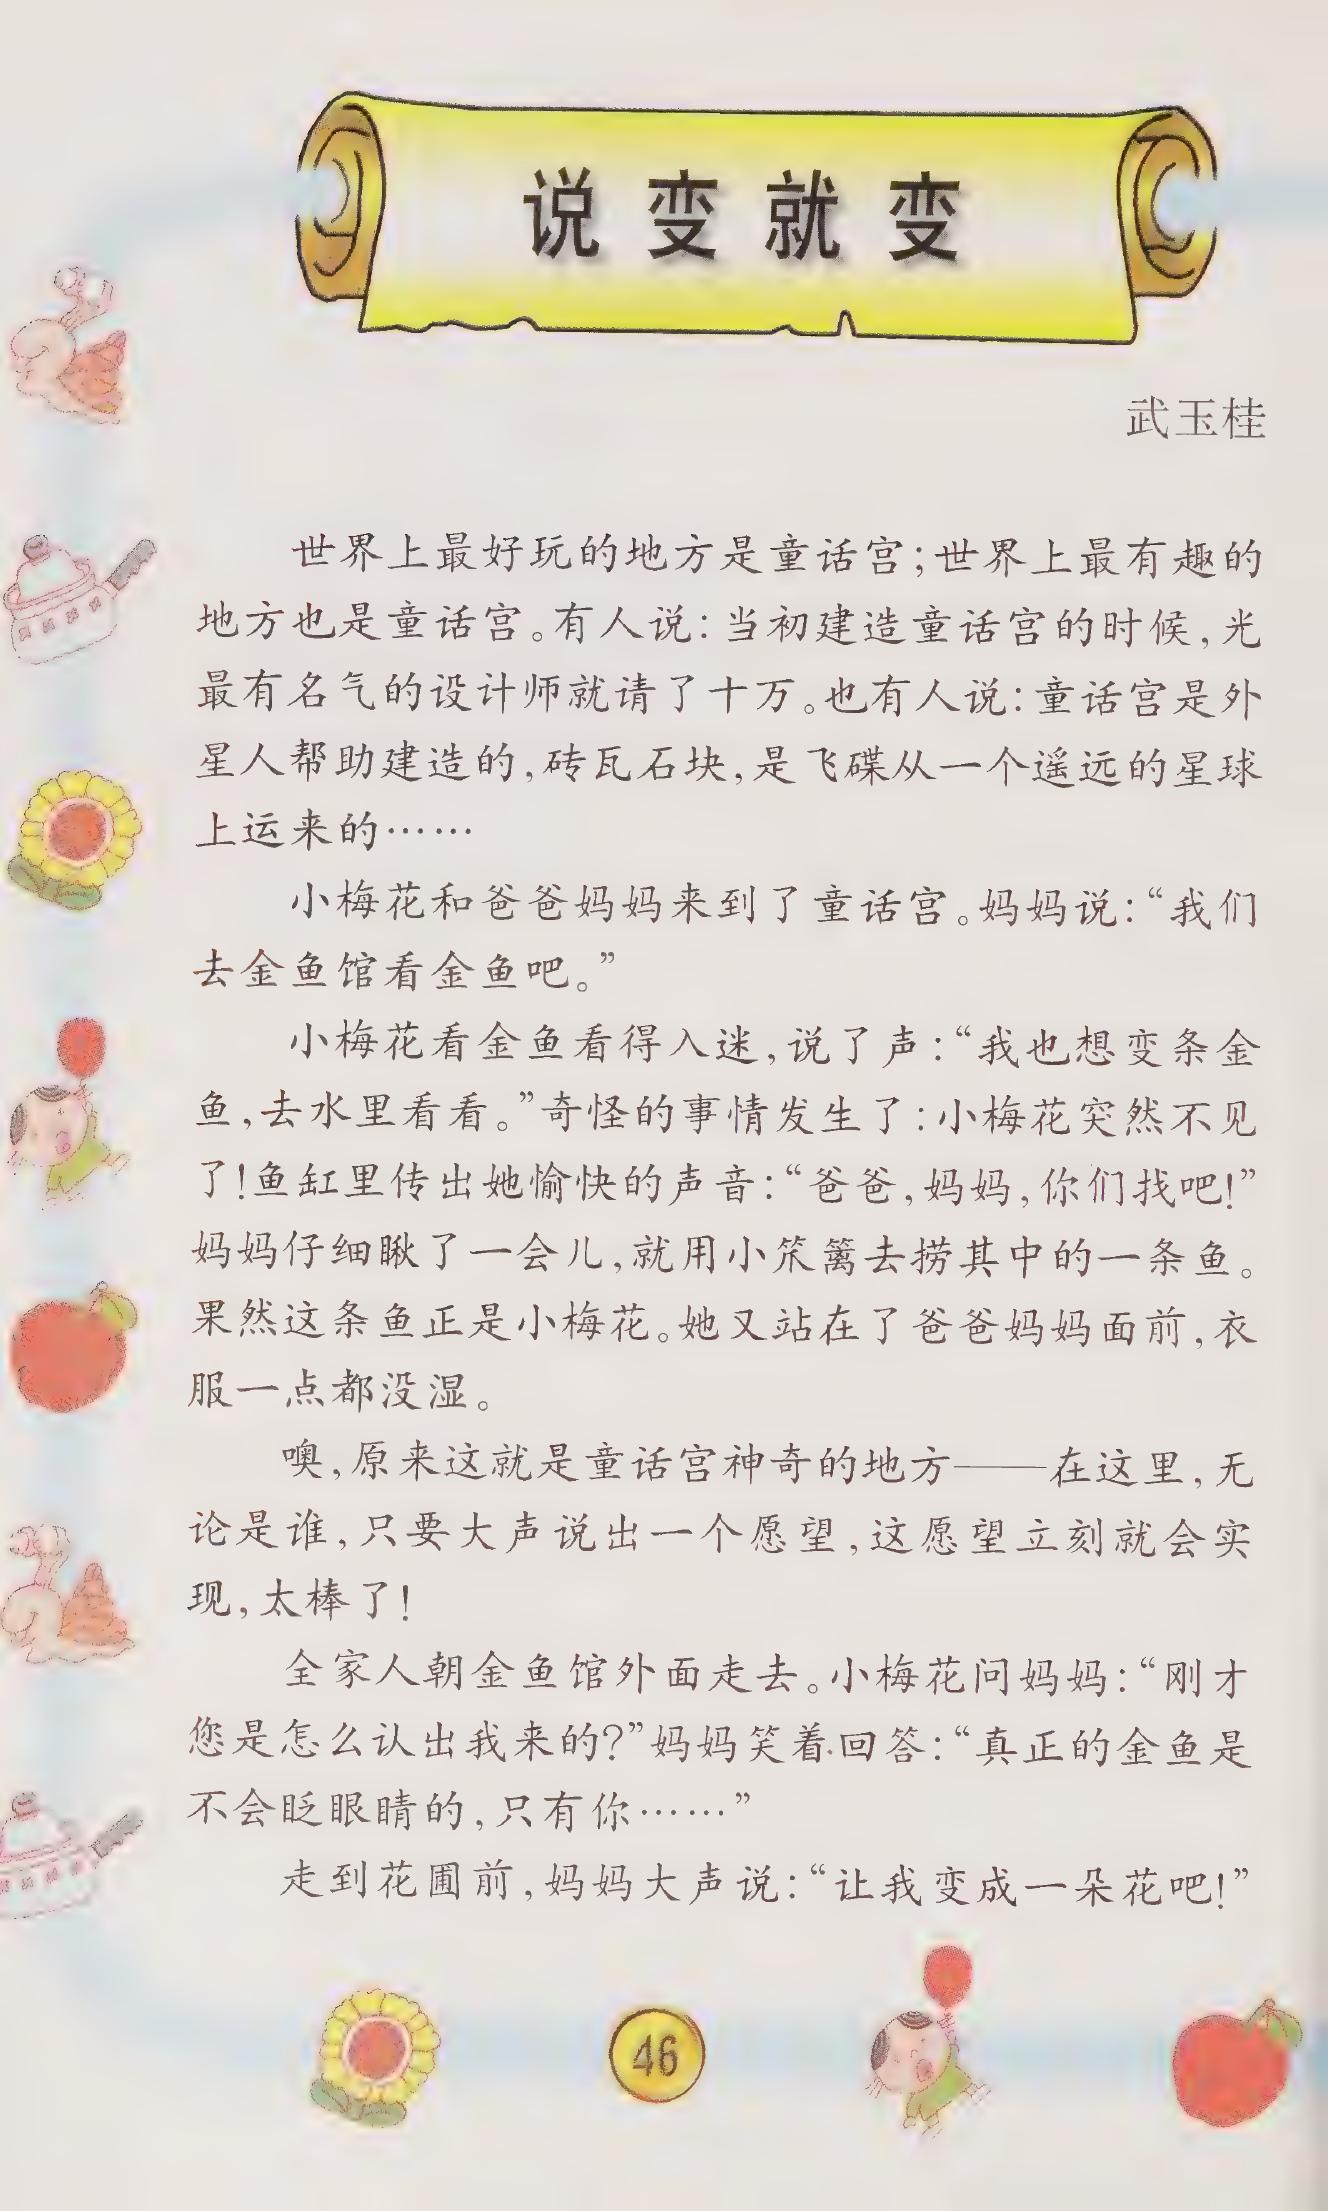 说变就变
武玉桂
世界上最好玩的地方是童话宫；世界上最有趣的
地方也是童话宫。有人说：当初建造童话宫的时候，光
最有名气的设计师就请了十万。也有人说：童话宫是外
星人帮助建造的，砖瓦石块，是飞碟从一个遥远的星球
上运来的……
小梅花和爸爸妈妈来到了童话宫。妈妈说：“我们
去金鱼馆看金鱼吧。”
小梅花看金鱼看得入迷，说了声：“我也想变条金
鱼，去水里看看。”奇怪的事情发生了：小梅花突然不见
了！鱼缸里传出她愉快的声音：“爸爸，妈妈，你们找吧！”
妈妈仔细瞅了一会儿，就用小笊篱去捞其中的一条鱼。
果然这条鱼正是小梅花。她又站在了爸爸妈妈面前，衣
服一点都没湿。
噢，原来这就是童话宫神奇的地方——在这里，无
论是谁，只要大声说出一个愿望，这愿望立刻就会实
现，太棒了！
全家人朝金鱼馆外面走去。小梅花问妈妈：“刚才
您是怎么认出我来的？”妈妈笑着回答：“真正的金鱼是
不会眨眼睛的，只有你……”
走到花圃前，妈妈大声说：“让我变成一朵花吧！”
46